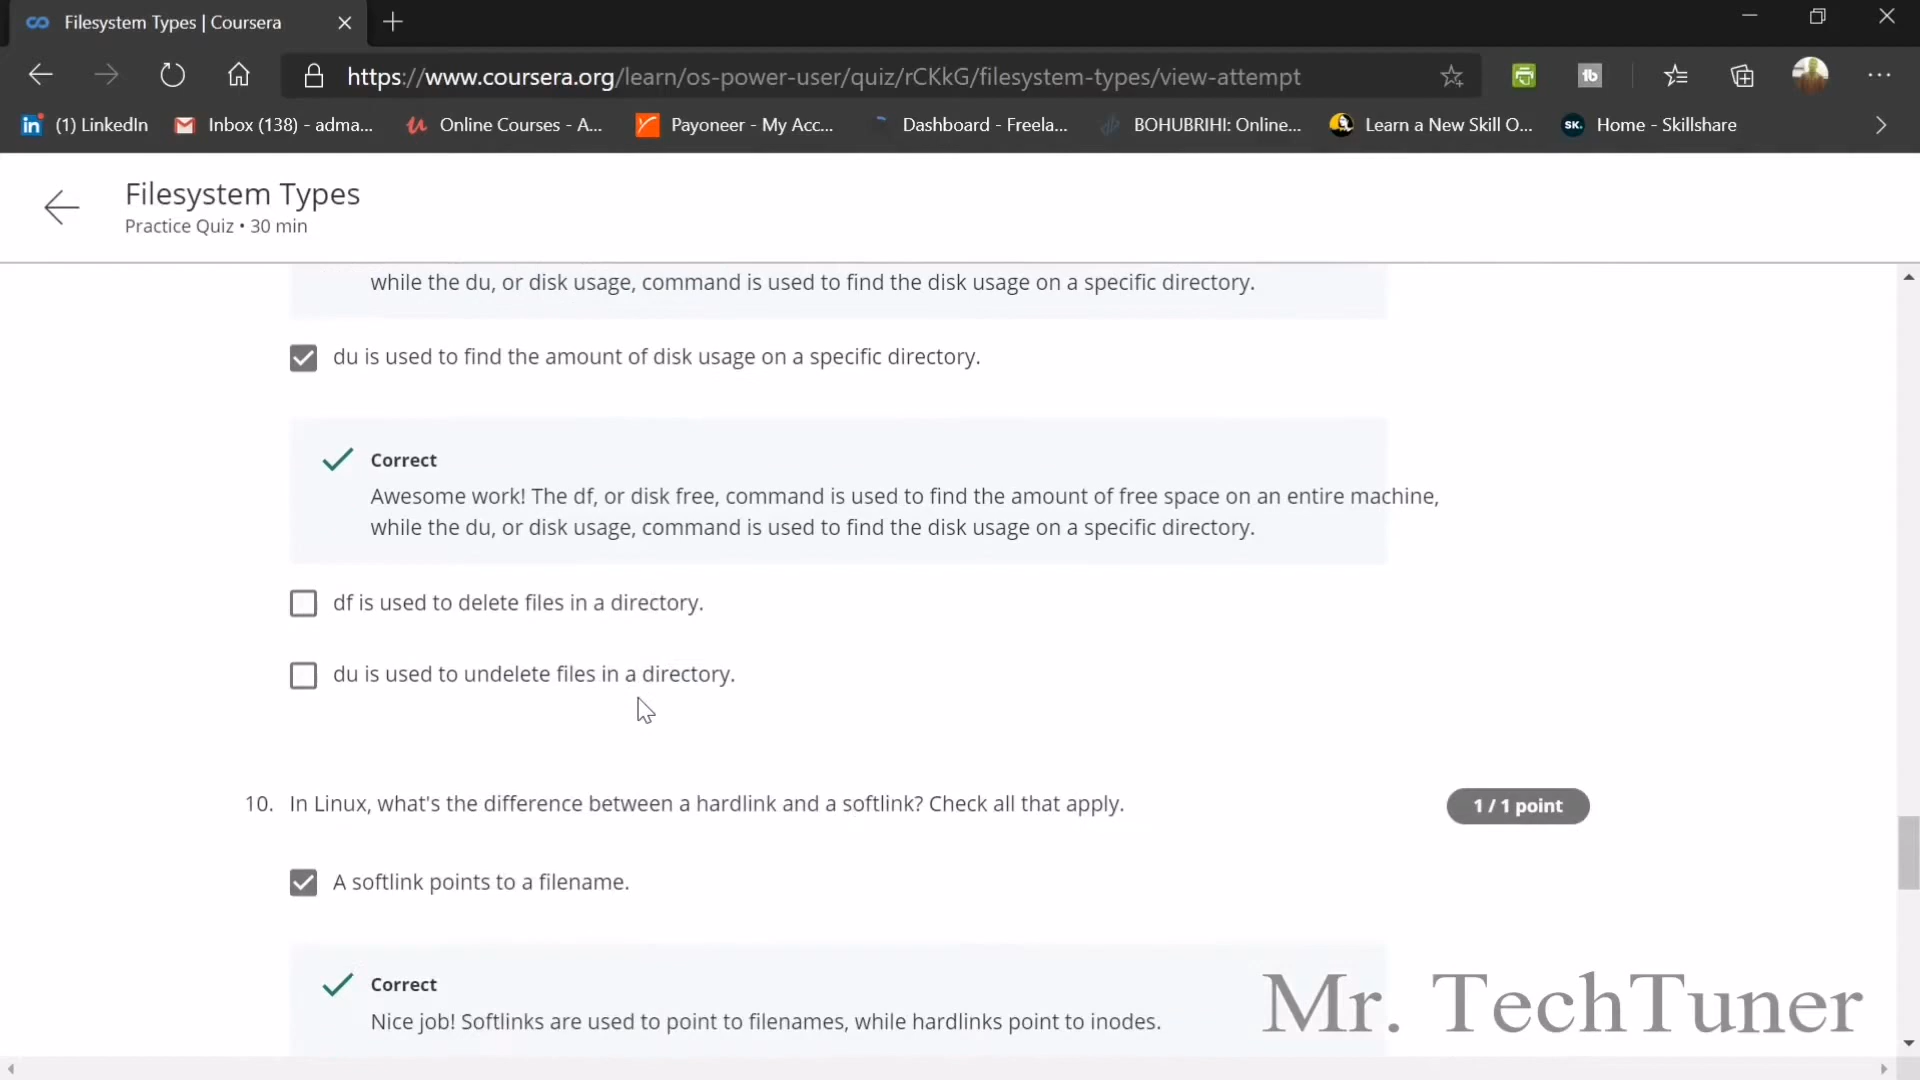 Filesystem Types | Coursera
https://www.coursera.org/learn/os-power-user/quiz/rCKkG/filesystem-types/view-attempt
(1) LinkedIn
Inbox (138) - adma...
Online Courses - A...
Payoneer - My Acc...
Dashboard - Freela...
BOHUBRIHI: Online...
Learn a New Skill O...
SK.
Home - Skillshare
Filesystem Types
Practice Quiz • 30 min
while the du, or disk usage, command is used to find the disk usage on a specific directory.
du is used to find the amount of disk usage on a specific directory.
Correct
Awesome work! The df, or disk free, command is used to find the amount of free space on an entire machine,
while the du, or disk usage, command is used to find the disk usage on a specific directory.
df is used to delete files in a directory.
du is used to undelete files in a directory.
10. In Linux, what's the difference between a hardlink and a softlink? Check all that apply.
1 / 1 point
A softlink points to a filename.
Correct
Nice job! Softlinks are used to point to filenames, while hardlinks point to inodes.
Mr. TechTuner